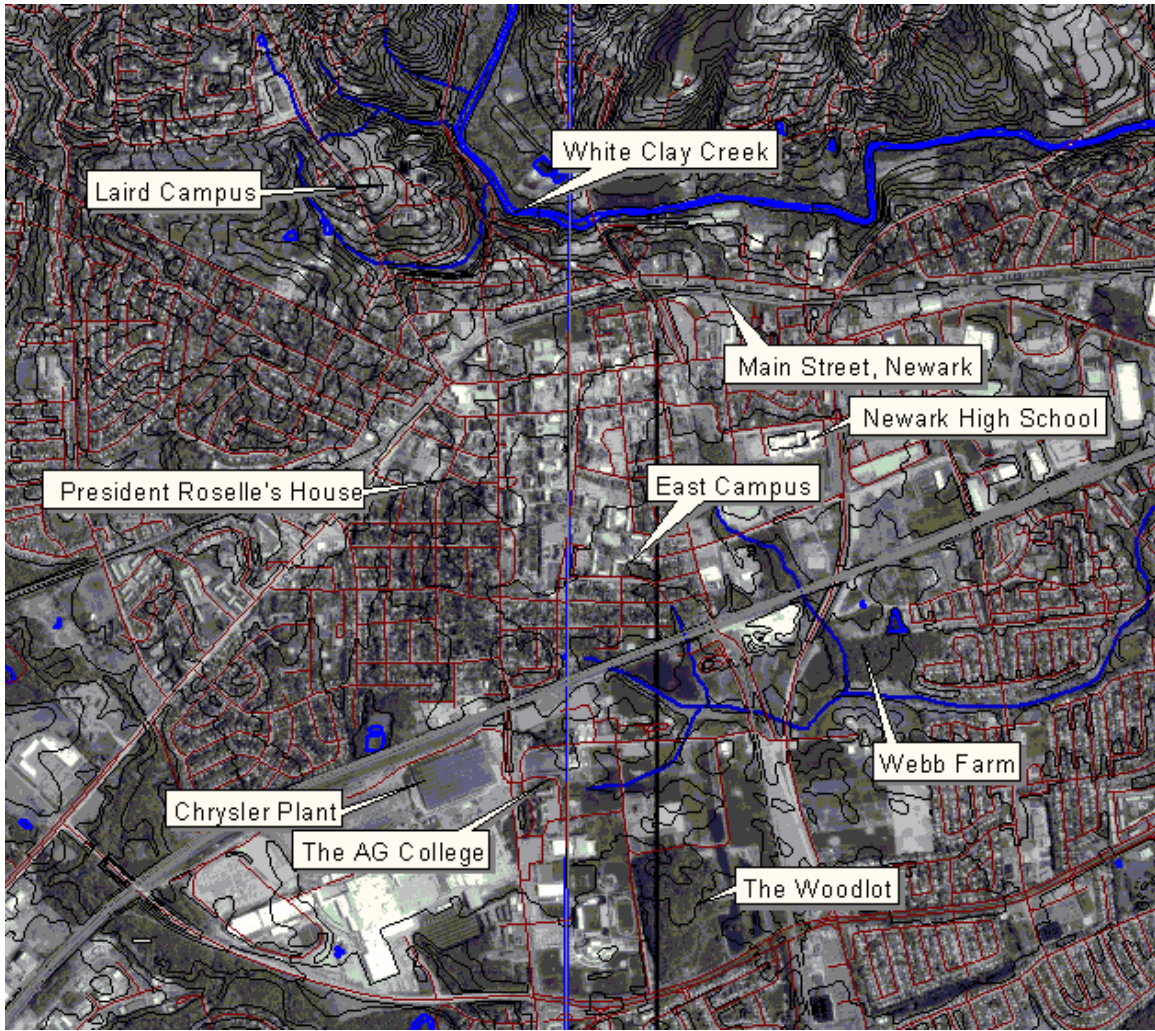 White Clay Creek
Laird Campus
Main Street, Newark
Newark High School
President Roselle's House
East Campus
Webb Farm
Chrysler Plant
The AG College
The Woodlot